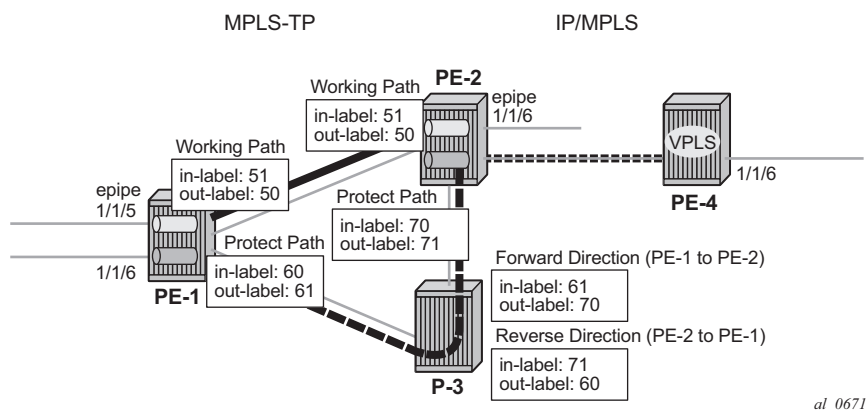 MPLS-TP
IP/MPLS
PE-2
Working Path
in-label: 51
out-label: 50
epipe
1/1/6
VPLS
1/1/6
PE-4
Working Path
in-label: 51
out-label: 50
epipe
1/1/5
1/1/6
PE-1
Protect Path
in-label: 60
out-label: 61
Protect Path
in-label: 70
out-label: 71
P-3
Forward Direction (PE-1 to PE-2)
in-label: 61
out-label: 70
Reverse Direction (PE-2 to PE-1)
in-label: 71
out-label: 60
al_0671